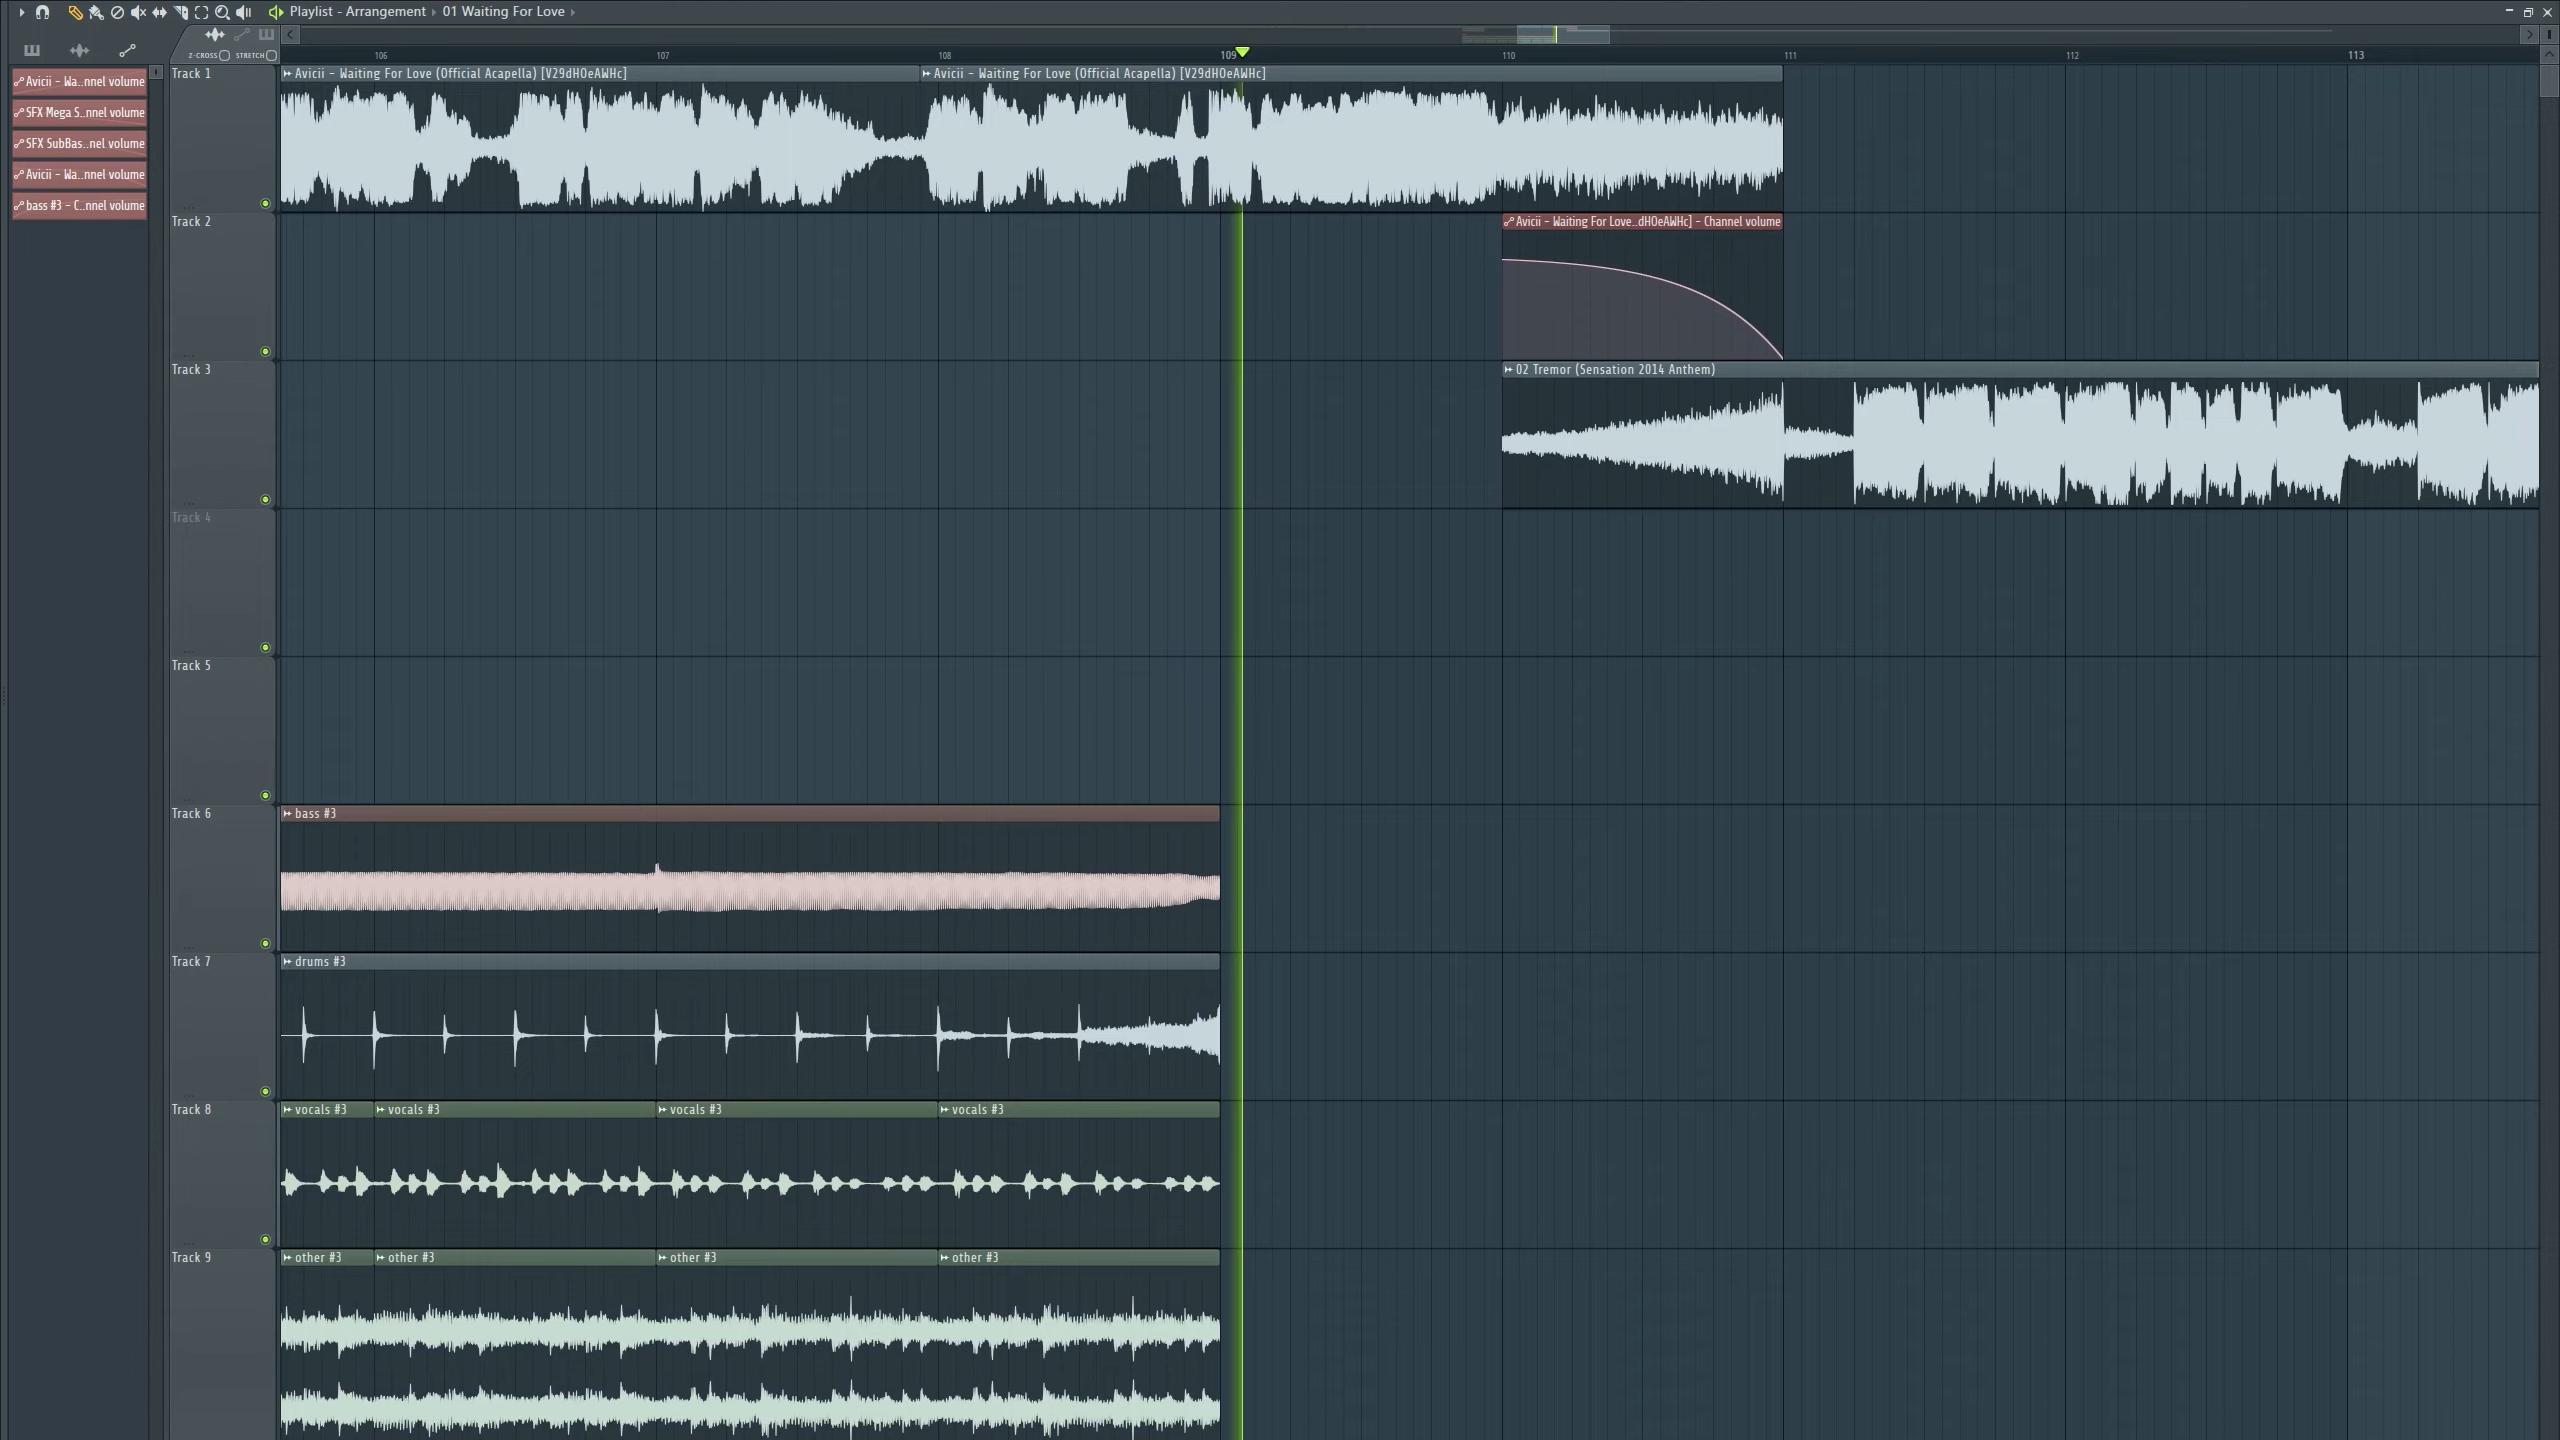 Playlist - Arrangement › 01 Waiting For Love ›
Z-CROSS STRETCH
106 107 108 109 110 111 112 113
Avicii - Wa..nnel volume
SFX Mega S..nnel volume
SFX SubBas..nel volume
Avicii - Wa..nnel volume
bass #3 - C..nnel volume
Track 1
Avicii - Waiting For Love (Official Acapella) [V29dHOeAWHc]
Avicii - Waiting For Love (Official Acapella) [V29dHOeAWHc]
Track 2
Avicii - Waiting For Love..dHOeAWHc] - Channel volume
Track 3
02 Tremor (Sensation 2014 Anthem)
Track 4
Track 5
Track 6
bass #3
Track 7
drums #3
Track 8
vocals #3 vocals #3 vocals #3 vocals #3
Track 9
other #3 other #3 other #3 other #3